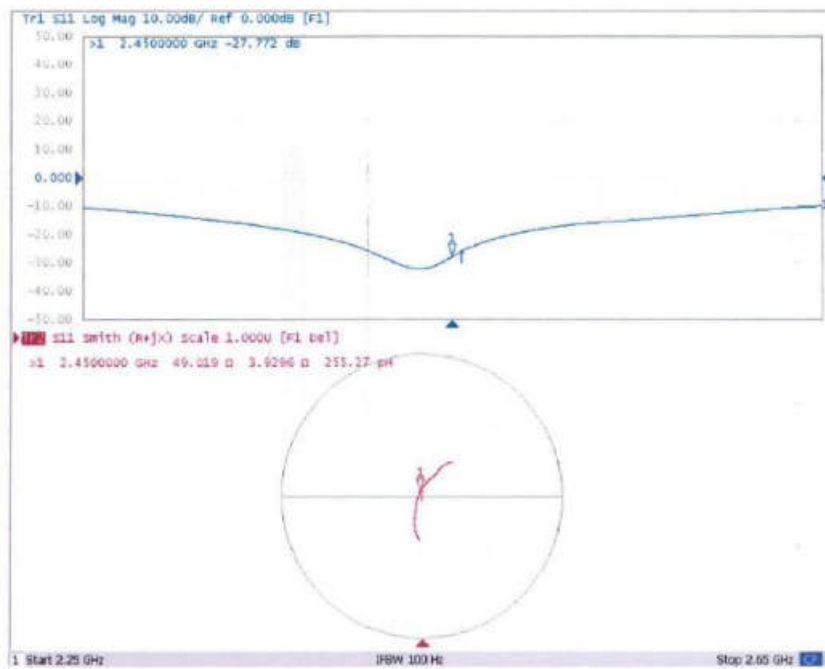 Tr1 S11 Log Mag 10.00dB/ Ref 0.000dB [F1]
50.00
>1 2.4500000 GHz -27.772 dB
40.00
30.00
20.00
10.00
0.000
-10.00
-20.00
1
-30.00
-40.00
-50.00
Tr2 S11 Smith (R+jX) Scale 1.000U [F1 Del]
>1 2.4500000 GHz 49.019 Ω 3.9296 Ω 255.27 pH
1
1 Start 2.25 GHz IFBW 100 Hz Stop 2.65 GHz